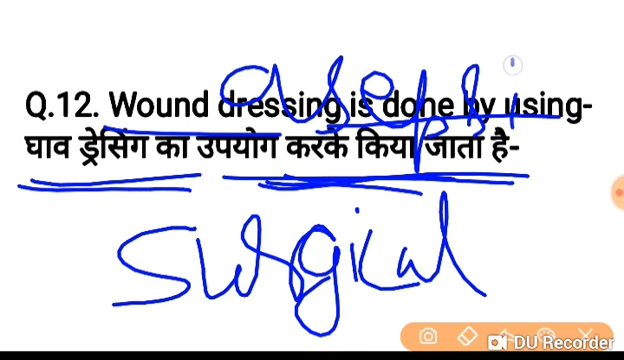 Q.12. Wound dressing is done by using-
घाव ड्रेसिंग का उपयोग करके किया जाता है-
surgical
DU Recorder